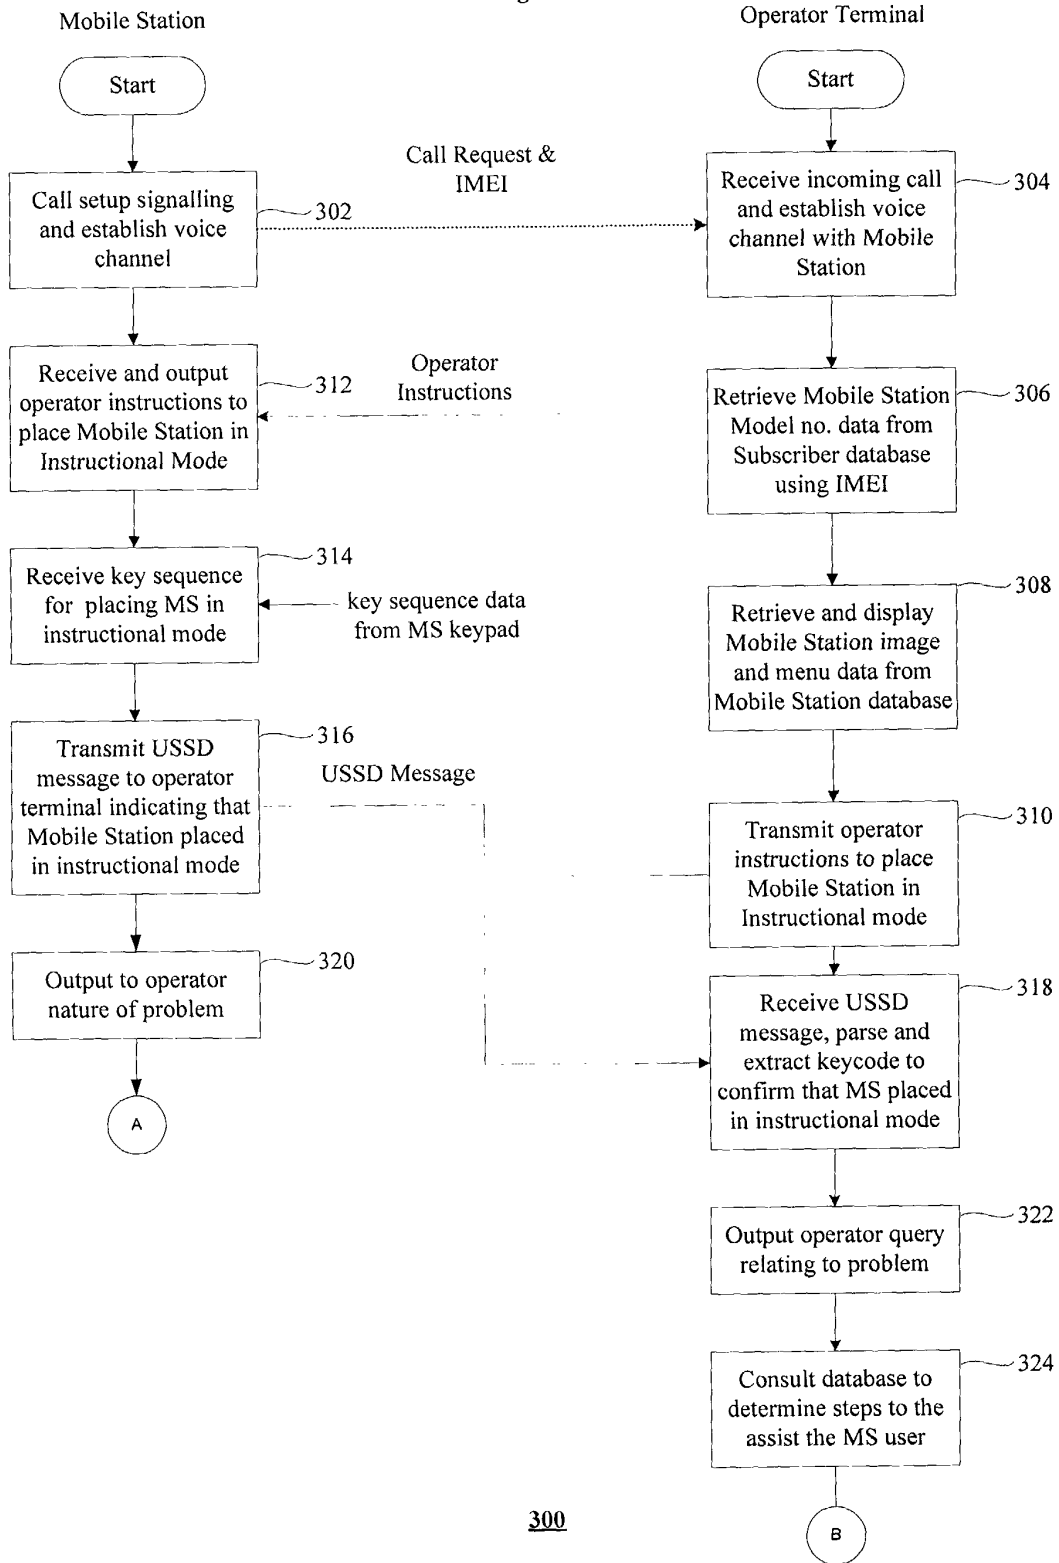 Mobile Station
Operator Terminal
Start
Start
Call Request &
IMEI
Call setup signalling
and establish voice
channel
302
Receive incoming call
and establish voice
channel with Mobile
Station
304
Receive and output
operator instructions to
place Mobile Station in
Instructional Mode
312
Operator
Instructions
Retrieve Mobile Station
Model no. data from
Subscriber database
using IMEI
306
Receive key sequence
for placing MS in
instructional mode
314
key sequence data
from MS keypad
Retrieve and display
Mobile Station image
and menu data from
Mobile Station database
308
Transmit USSD
message to operator
terminal indicating that
Mobile Station placed
in instructional mode
316
USSD Message
Transmit operator
instructions to place
Mobile Station in
Instructional mode
310
Output to operator
nature of problem
320
Receive USSD
message, parse and
extract keycode to
confirm that MS placed
in instructional mode
318
A
Output operator query
relating to problem
322
Consult database to
determine steps to the
assist the MS user
324
300
B